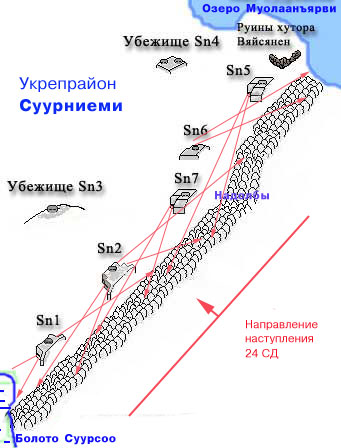 Озеро Муолаанъярви
Убежище Sn4
Руины хутора
Вяйсянен
Sn5
Укрепрайон
Суурниеми
Sn6
Sn7
Убежище Sn3
Надолбы
Sn2
Sn1
Направление
наступления
24 СД
Болото Суурсоо